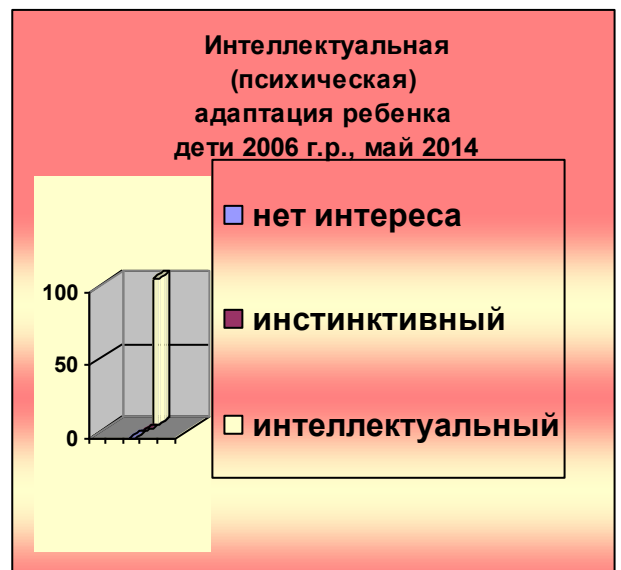 Интеллектуальная
(психическая)
адаптация ребенка
дети 2006 г.р., май 2014
нет интереса
инстинктивный
интеллектуальный
100
50
0